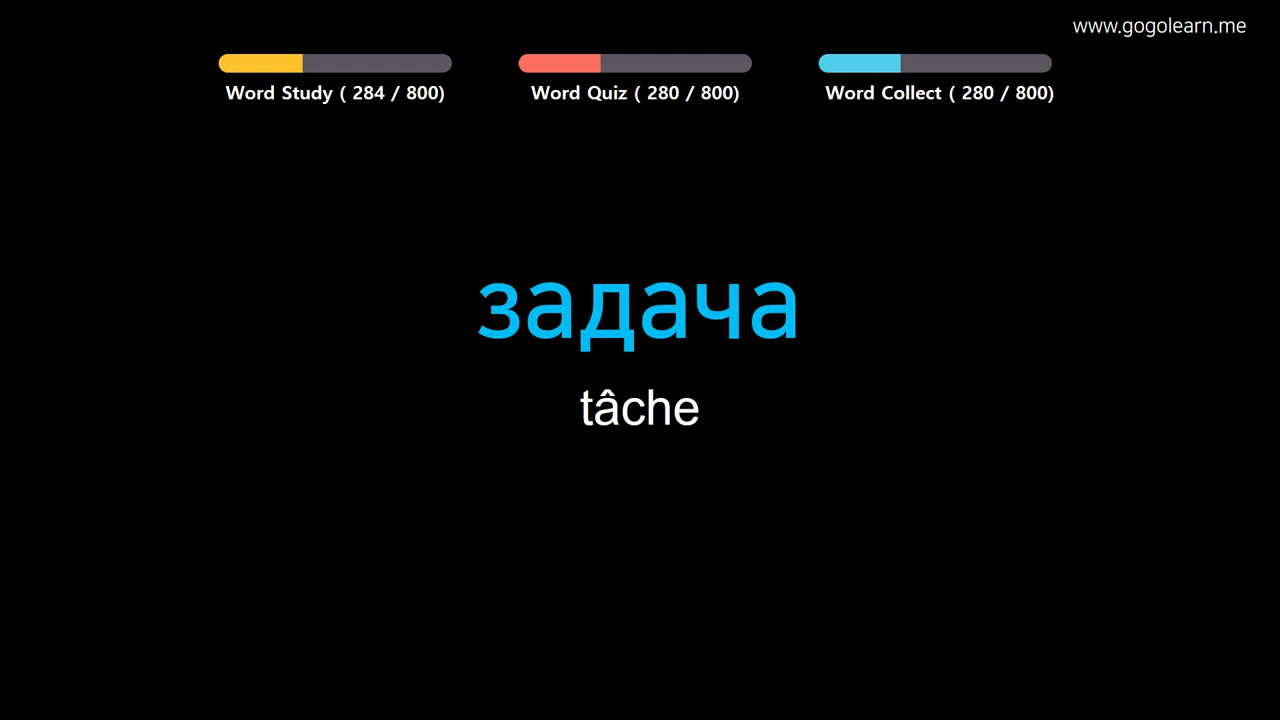 www.gogolearn.me
Word Study ( 284 / 800)
Word Quiz ( 280 / 800)
Word Collect ( 280 / 800)
задача
tâche